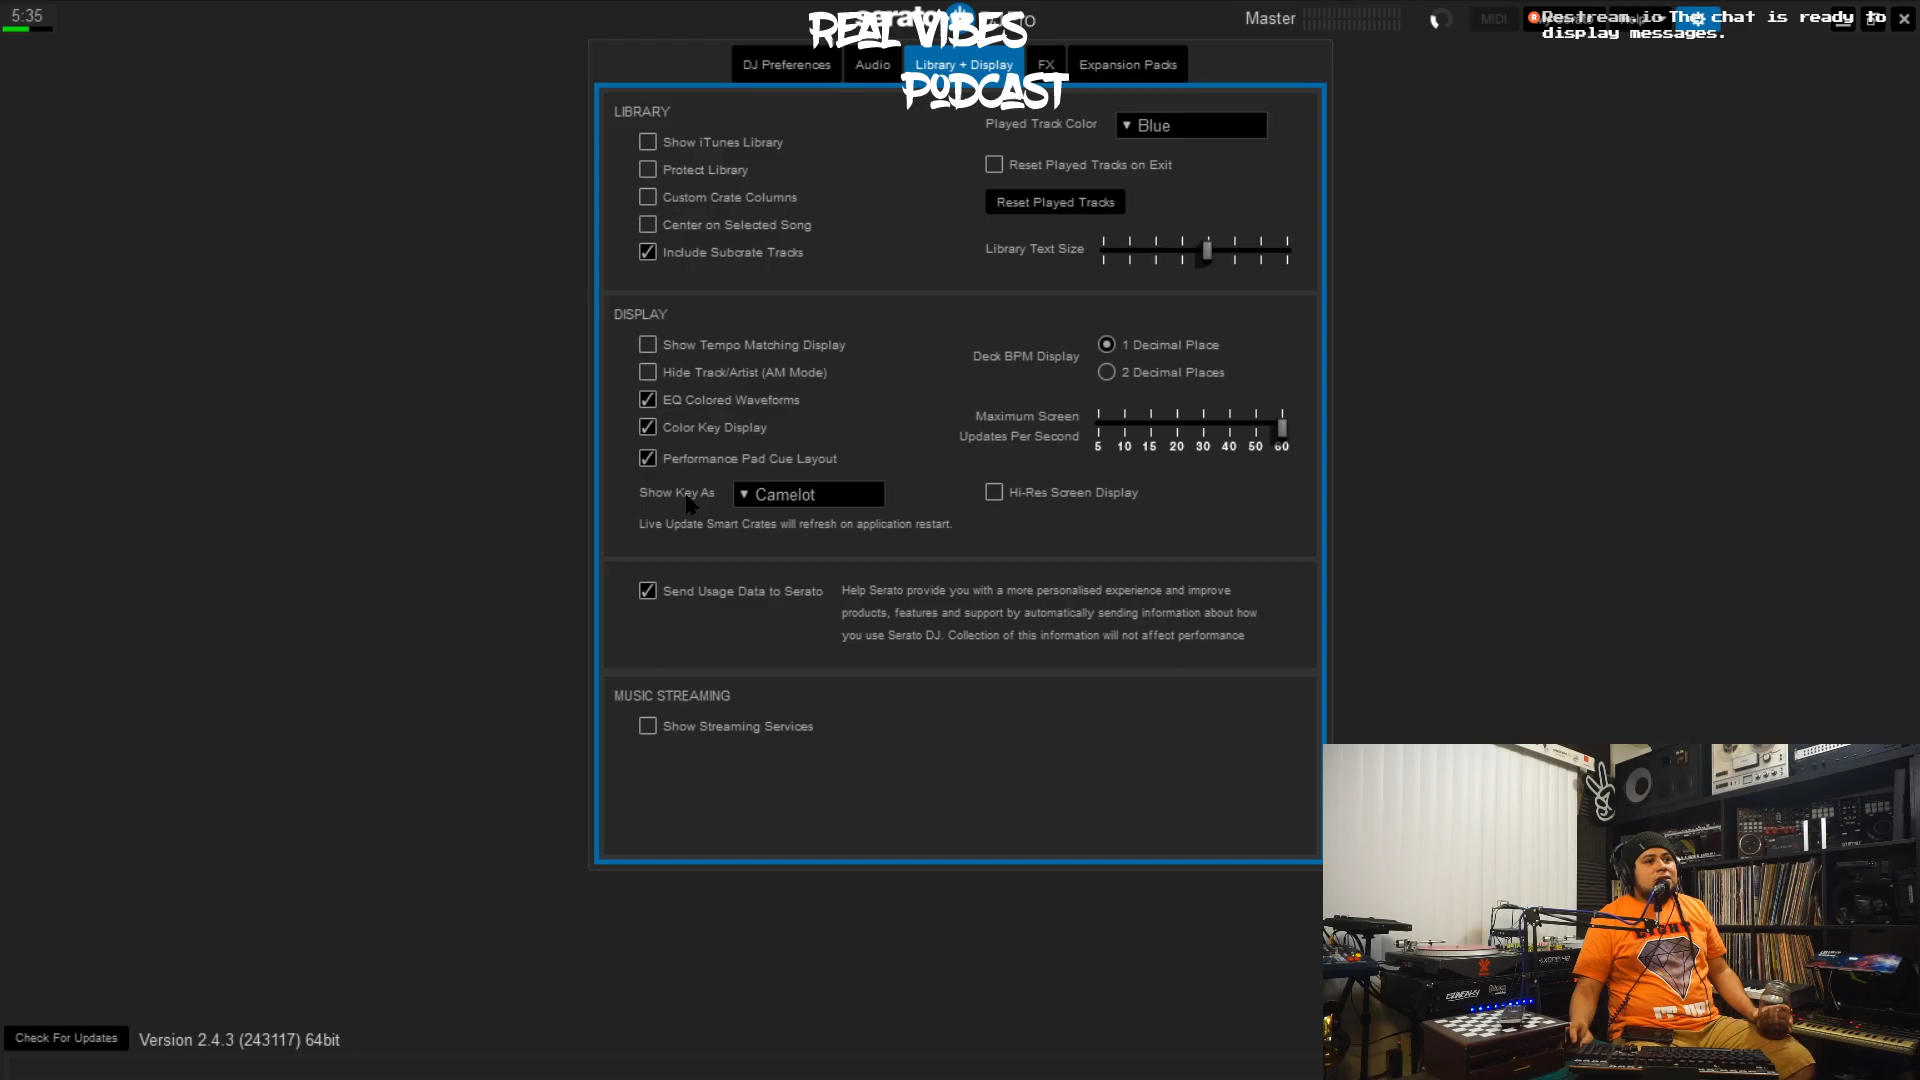 5:35
serato
REAL VIBES
PODCAST
Master
MIDI
Restream.io The chat is ready to
display messages.
DJ Preferences
Audio
Library + Display
FX
Expansion Packs
LIBRARY
Show iTunes Library
Protect Library
Custom Crate Columns
Center on Selected Song
Include Subcrate Tracks
Played Track Color
▼ Blue
Reset Played Tracks on Exit
Reset Played Tracks
Library Text Size
DISPLAY
Show Tempo Matching Display
Hide Track/Artist (AM Mode)
EQ Colored Waveforms
Color Key Display
Performance Pad Cue Layout
Show Key As
▼ Camelot
Live Update Smart Crates will refresh on application restart.
Deck BPM Display
1 Decimal Place
2 Decimal Places
Maximum Screen
Updates Per Second
5 10 15 20 30 40 50 60
Hi-Res Screen Display
Send Usage Data to Serato
Help Serato provide you with a more personalised experience and improve
products, features and support by automatically sending information about how
you use Serato DJ. Collection of this information will not affect performance
MUSIC STREAMING
Show Streaming Services
LIGHT
IT UP
Check For Updates
Version 2.4.3 (243117) 64bit